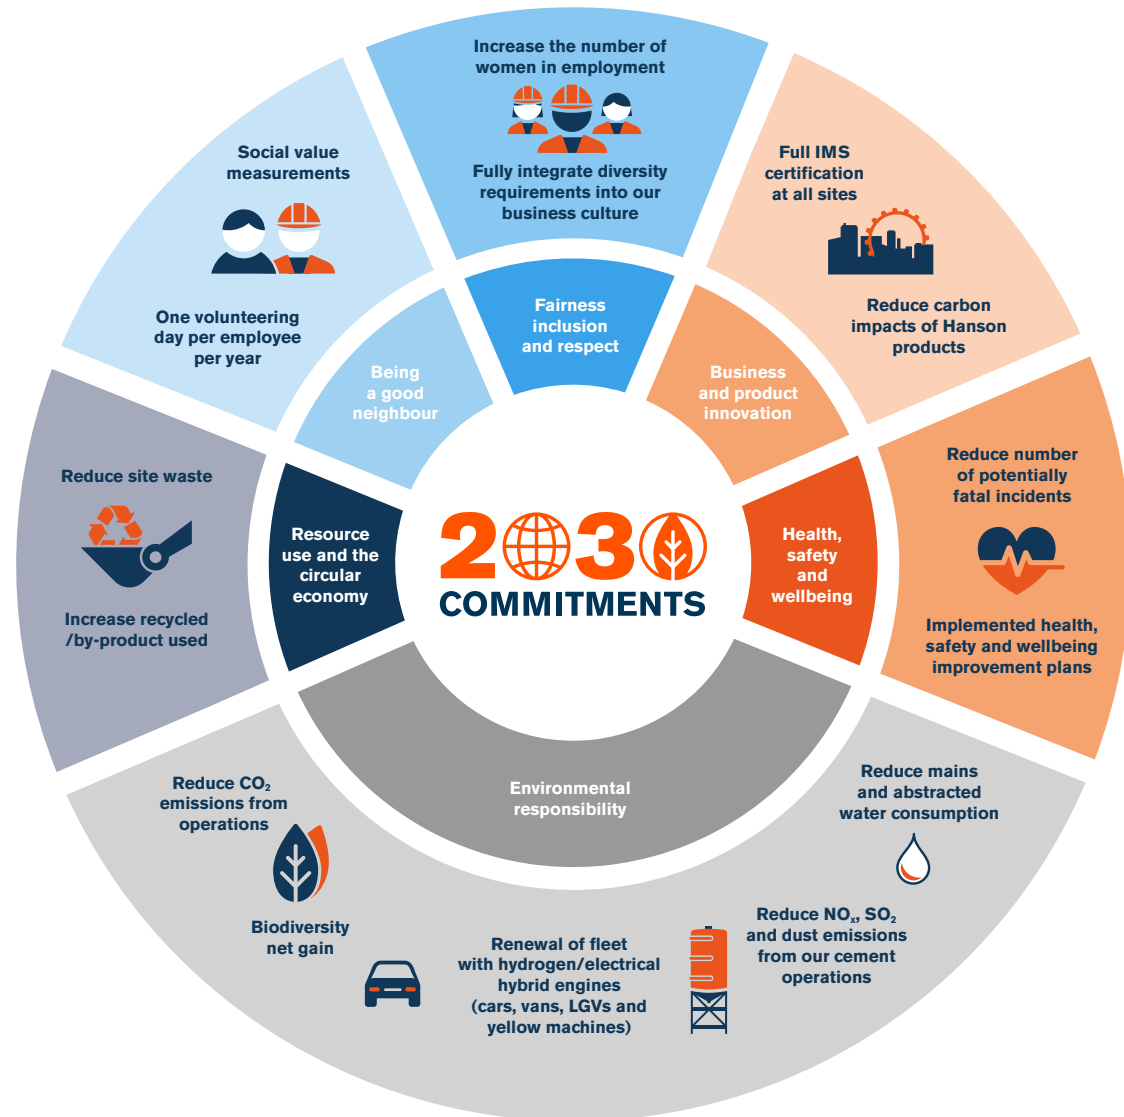 Increase the number of
women in employment
Fully integrate diversity
requirements into our
business culture
Fairness
inclusion
and respect
Full IMS
certification
at all sites
Reduce carbon
impacts of Hanson
products
Business
and product
innovation
Reduce number
of potentially
fatal incidents
Implemented health,
safety and wellbeing
improvement plans
Health,
safety
and
wellbeing
Reduce mains
and abstracted
water consumption
Reduce NOₓ, SO₂
and dust emissions
from our cement
operations
Renewal of fleet
with hydrogen/electrical
hybrid engines
(cars, vans, LGVs and
yellow machines)
Reduce CO₂
emissions from
operations
Biodiversity
net gain
Environmental
responsibility
Reduce site waste
Increase recycled
/by-product used
Resource
use and the
circular
economy
Social value
measurements
One volunteering
day per employee
per year
Being
a good
neighbour
2030
COMMITMENTS